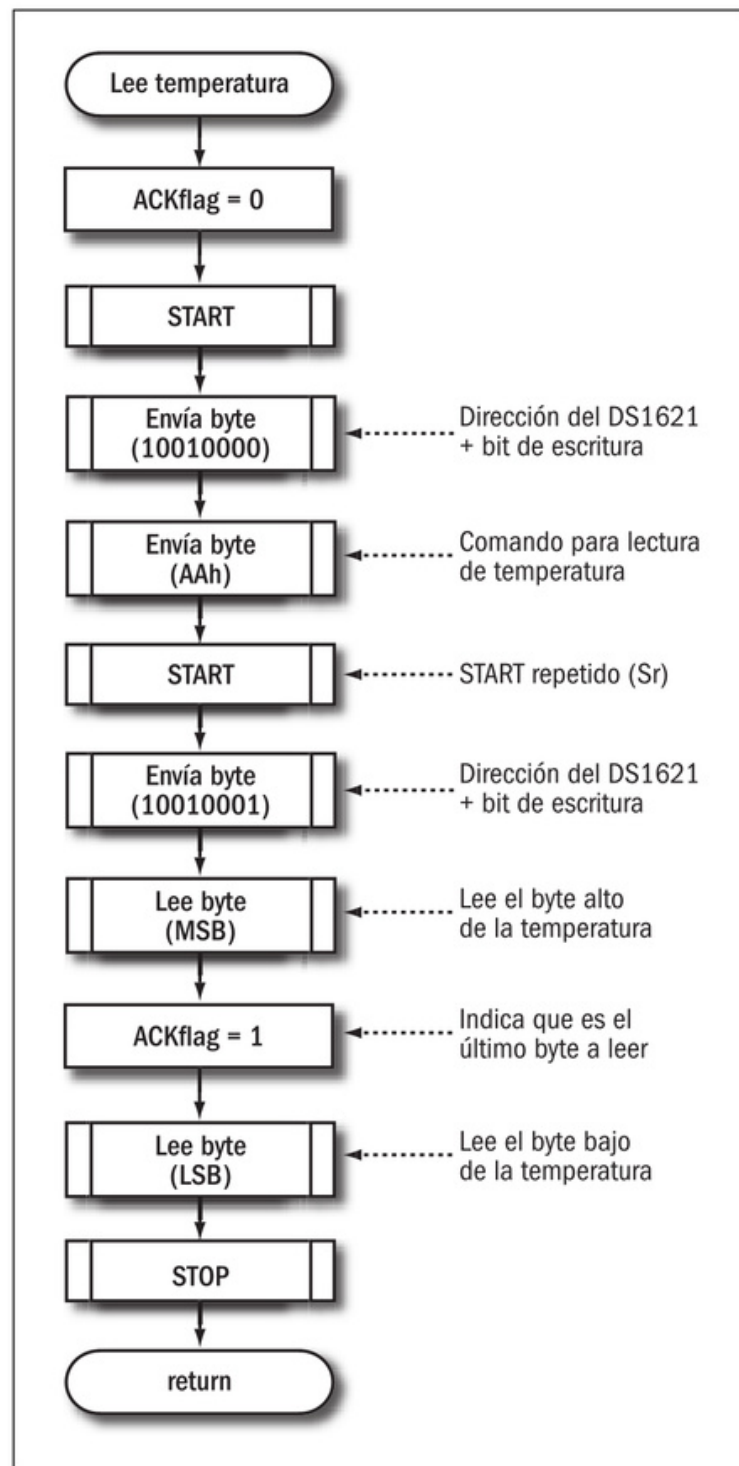 Lee temperatura
ACKflag = 0
START
Envía byte
(10010000)
Dirección del DS1621
+ bit de escritura
Envía byte
(AAh)
Comando para lectura
de temperatura
START
START repetido (Sr)
Envía byte
(10010001)
Dirección del DS1621
+ bit de escritura
Lee byte
(MSB)
Lee el byte alto
de la temperatura
ACKflag = 1
Indica que es el
último byte a leer
Lee byte
(LSB)
Lee el byte bajo
de la temperatura
STOP
return